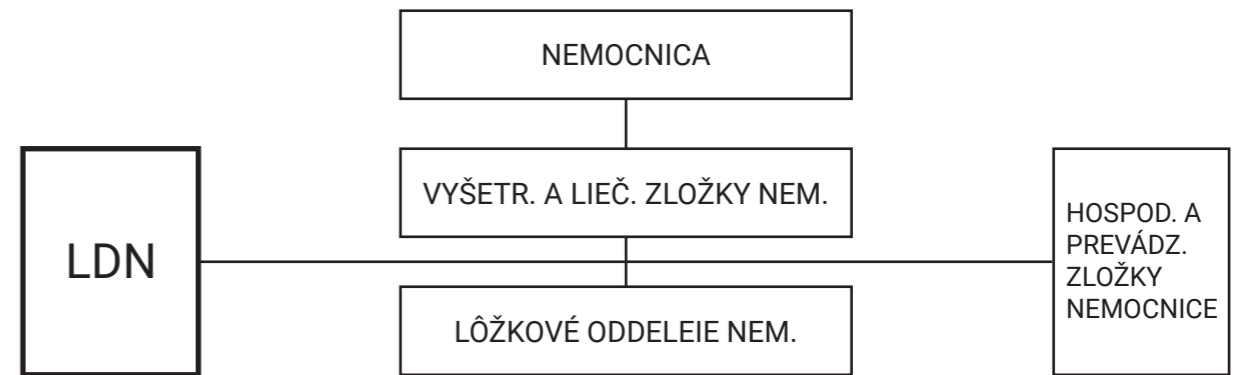 NEMOCNICA
VYŠETR. A LIEČ. ZLOŽKY NEM.
LDN
HOSPOD. A
PREVÁDZ.
ZLOŽKY
NEMOCNICE
LÔŽKOVÉ ODDELEIE NEM.